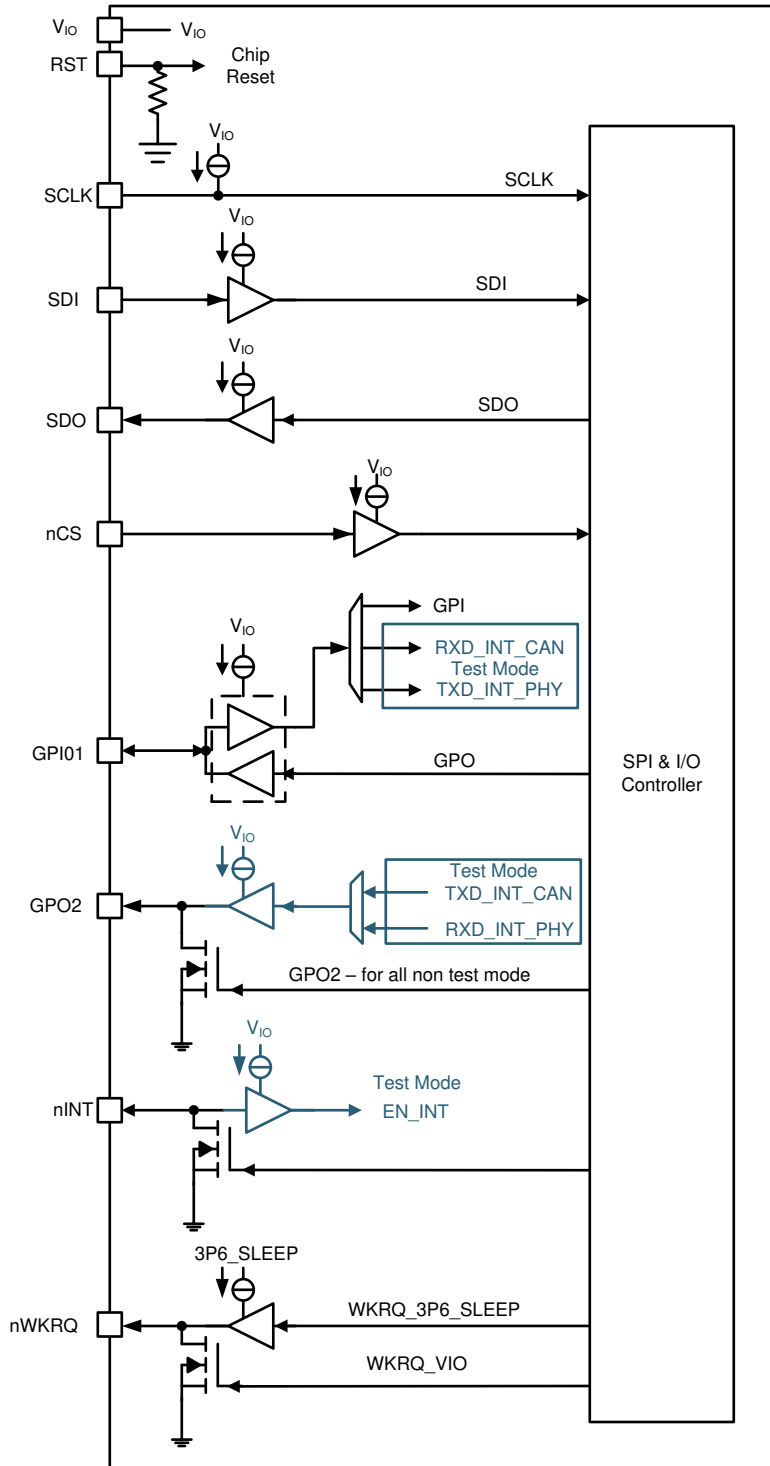 VIO
VIO
RST
Chip
Reset
VIO
SCLK
SCLK
VIO
SDI
SDI
VIO
SDO
SDO
VIO
nCS
GPI
VIO
RXD_INT_CAN
Test Mode
TXD_INT_PHY
GPI01
GPO
SPI & I/O
Controller
VIO
Test Mode
TXD_INT_CAN
GPO2
RXD_INT_PHY
GPO2 – for all non test mode
VIO
Test Mode
nINT
EN_INT
3P6_SLEEP
nWKRQ
WKRQ_3P6_SLEEP
WKRQ_VIO